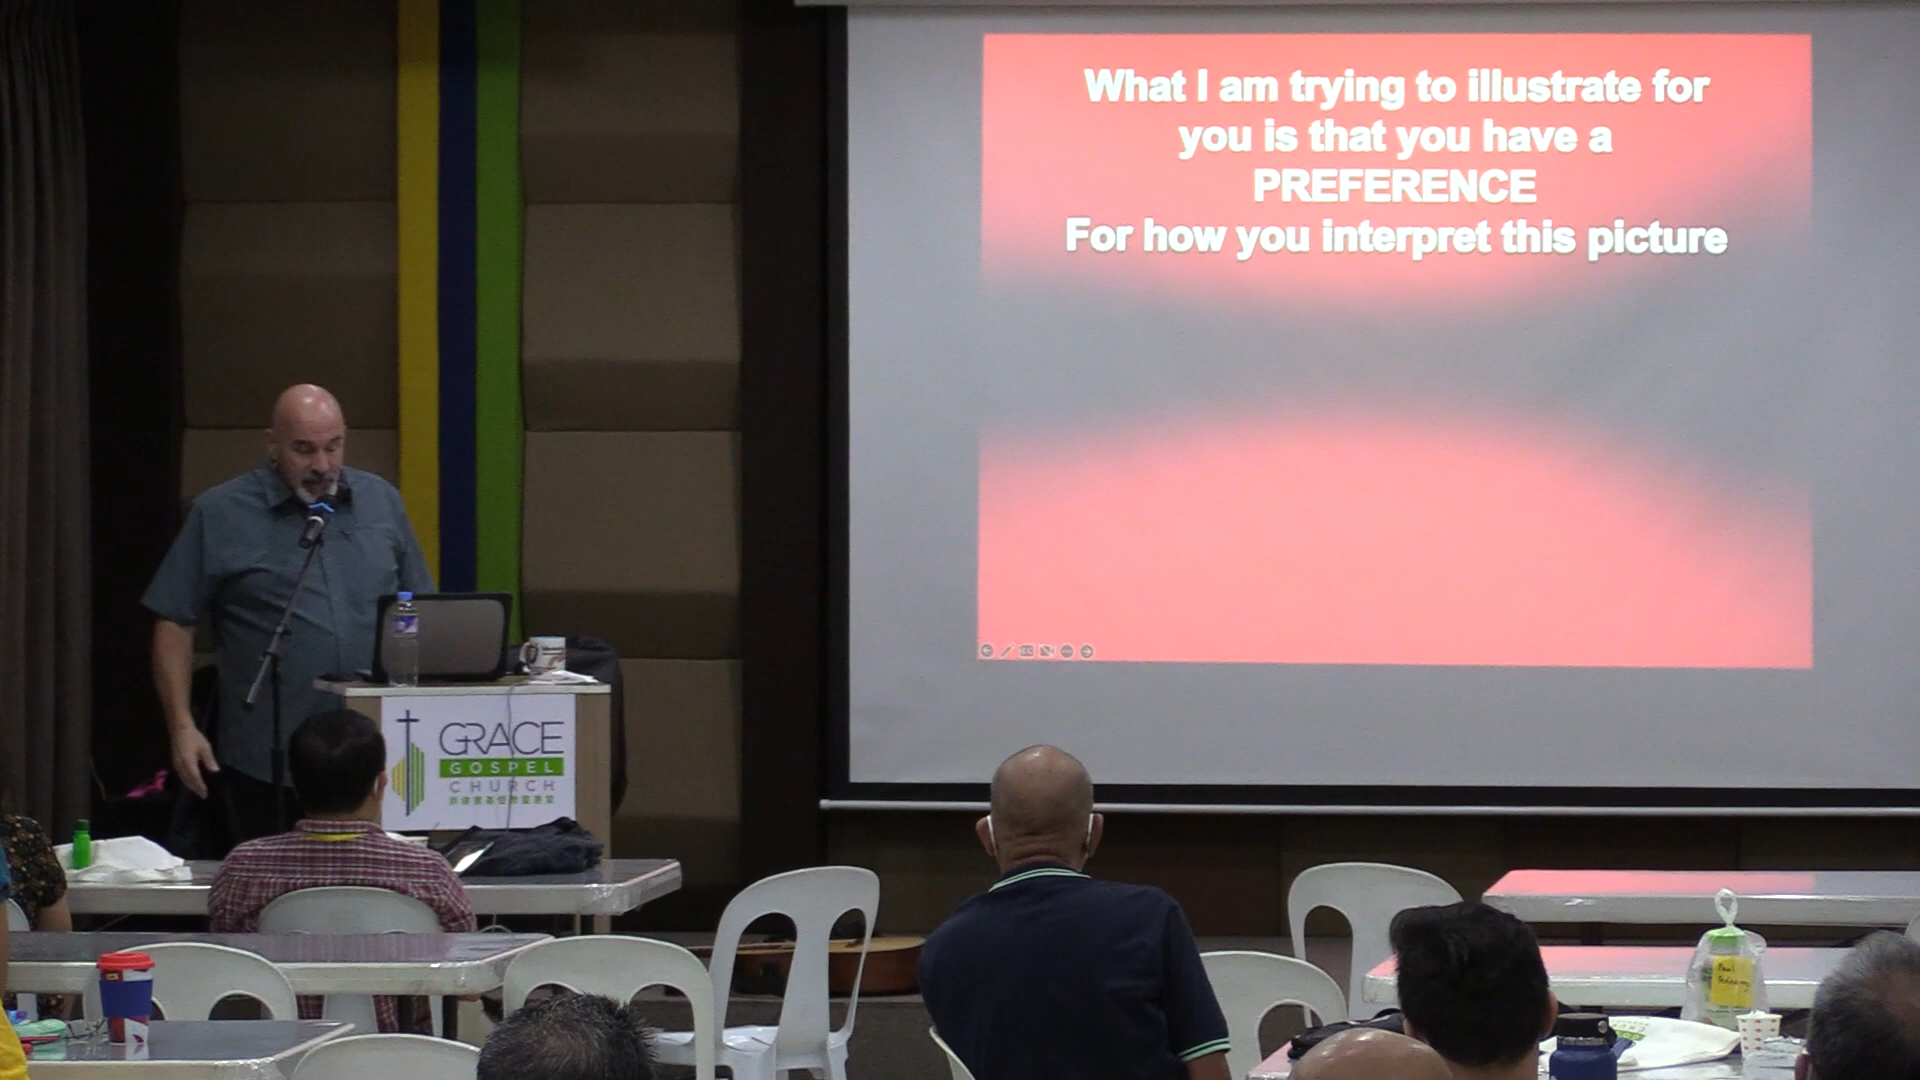 What I am trying to illustrate for
you is that you have a
PREFERENCE
For how you interpret this picture
GRACE
GOSPEL
CHURCH
Paul